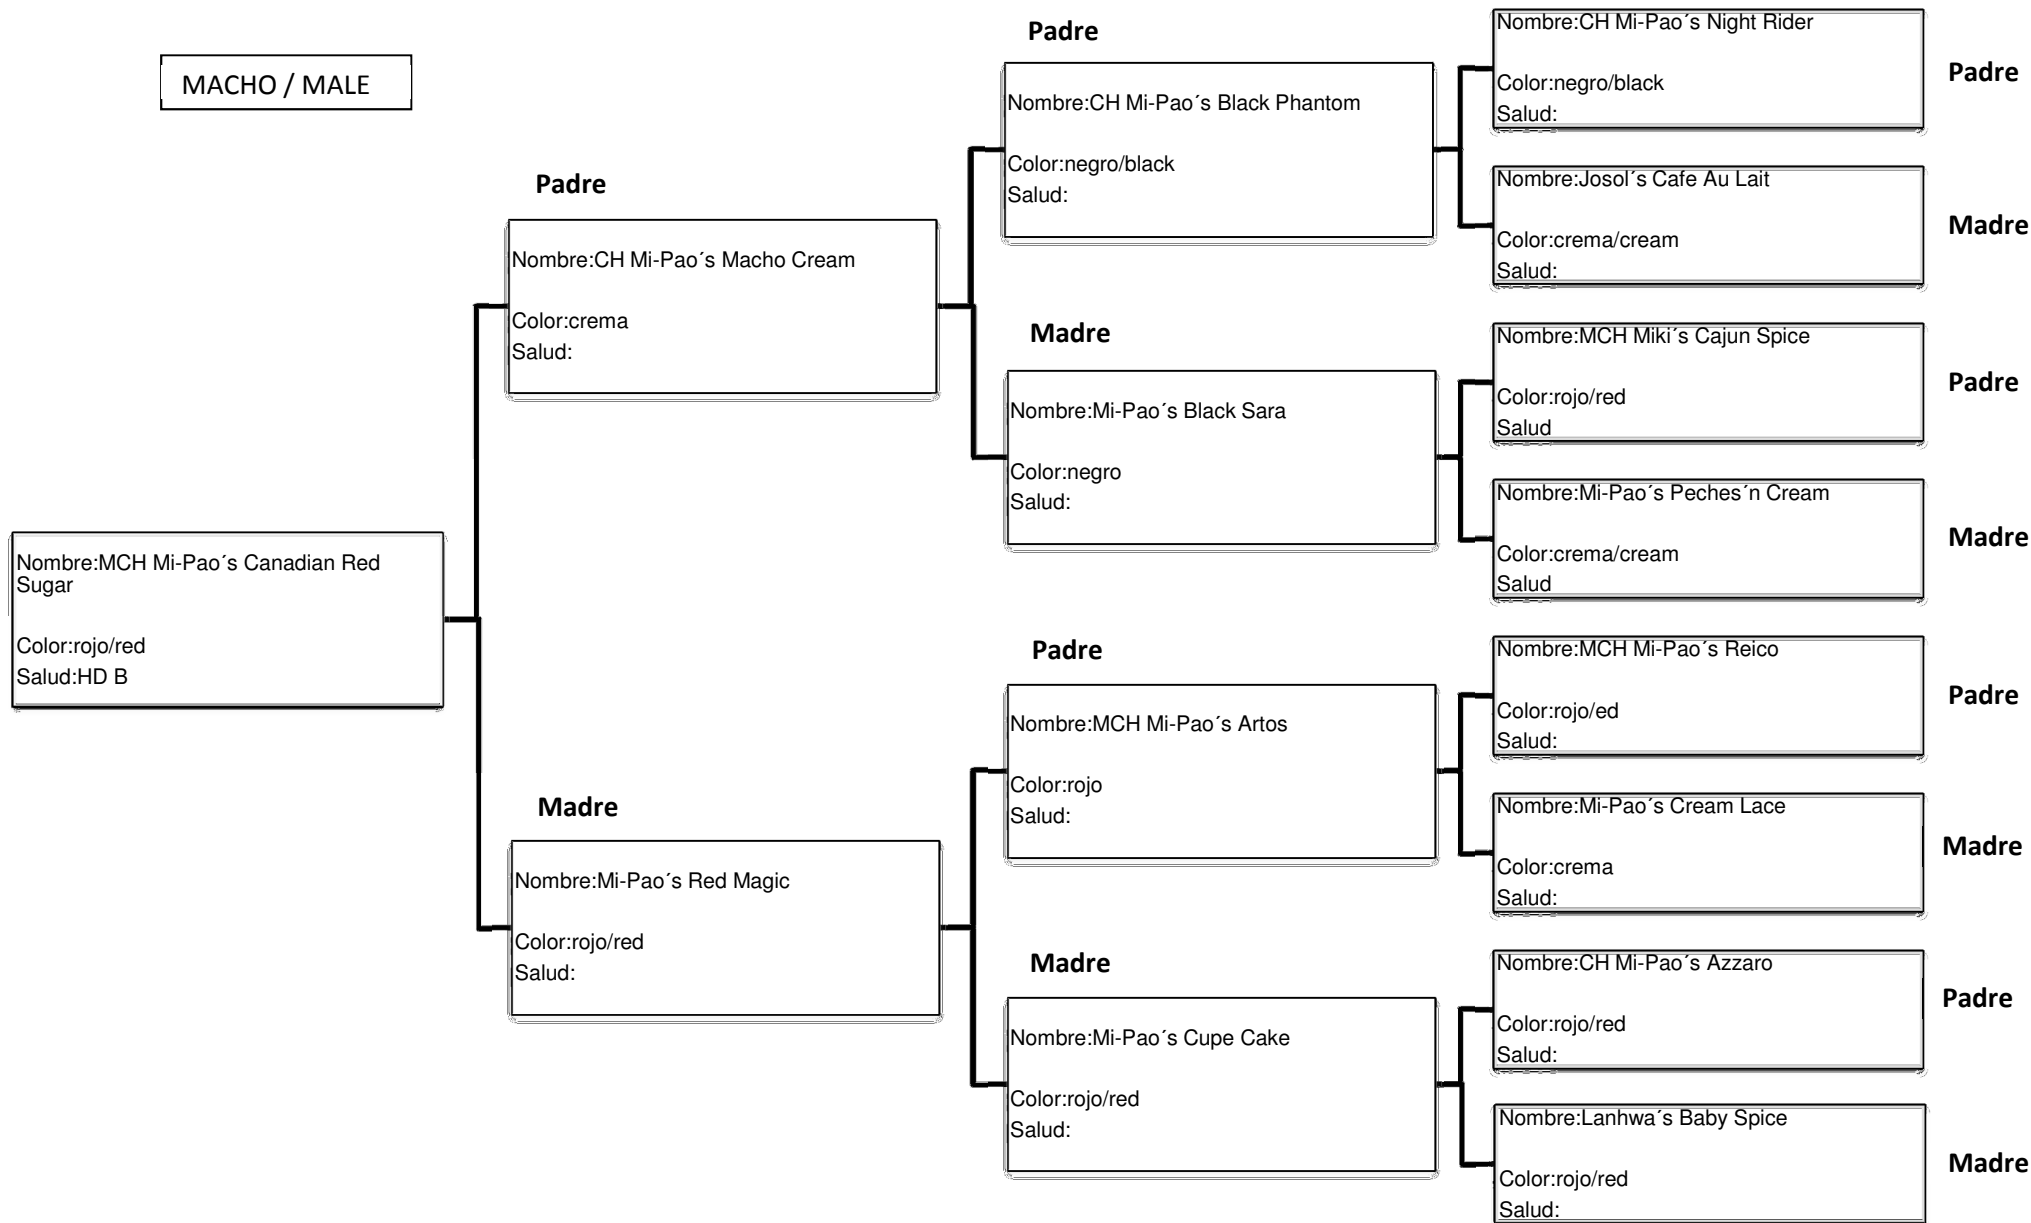 MACHO / MALE
Nombre:MCH Mi-Pao´s Canadian Red
Sugar
Color:rojo/red
Salud:HD B
Padre
Nombre:CH Mi-Pao´s Macho Cream
Color:crema
Salud:
Madre
Nombre:Mi-Pao´s Red Magic
Color:rojo/red
Salud:
Padre
Nombre:CH Mi-Pao´s Black Phantom
Color:negro/black
Salud:
Madre
Nombre:Mi-Pao´s Black Sara
Color:negro
Salud:
Padre
Nombre:MCH Mi-Pao´s Artos
Color:rojo
Salud:
Madre
Nombre:Mi-Pao´s Cupe Cake
Color:rojo/red
Salud:
Nombre:CH Mi-Pao´s Night Rider
Color:negro/black
Salud:
Padre
Nombre:Josol´s Cafe Au Lait
Color:crema/cream
Salud:
Madre
Nombre:MCH Miki´s Cajun Spice
Color:rojo/red
Salud
Padre
Nombre:Mi-Pao´s Peches´n Cream
Color:crema/cream
Salud
Madre
Nombre:MCH Mi-Pao´s Reico
Color:rojo/ed
Salud:
Padre
Nombre:Mi-Pao´s Cream Lace
Color:crema
Salud:
Madre
Nombre:CH Mi-Pao´s Azzaro
Color:rojo/red
Salud:
Padre
Nombre:Lanhwa´s Baby Spice
Color:rojo/red
Salud:
Madre